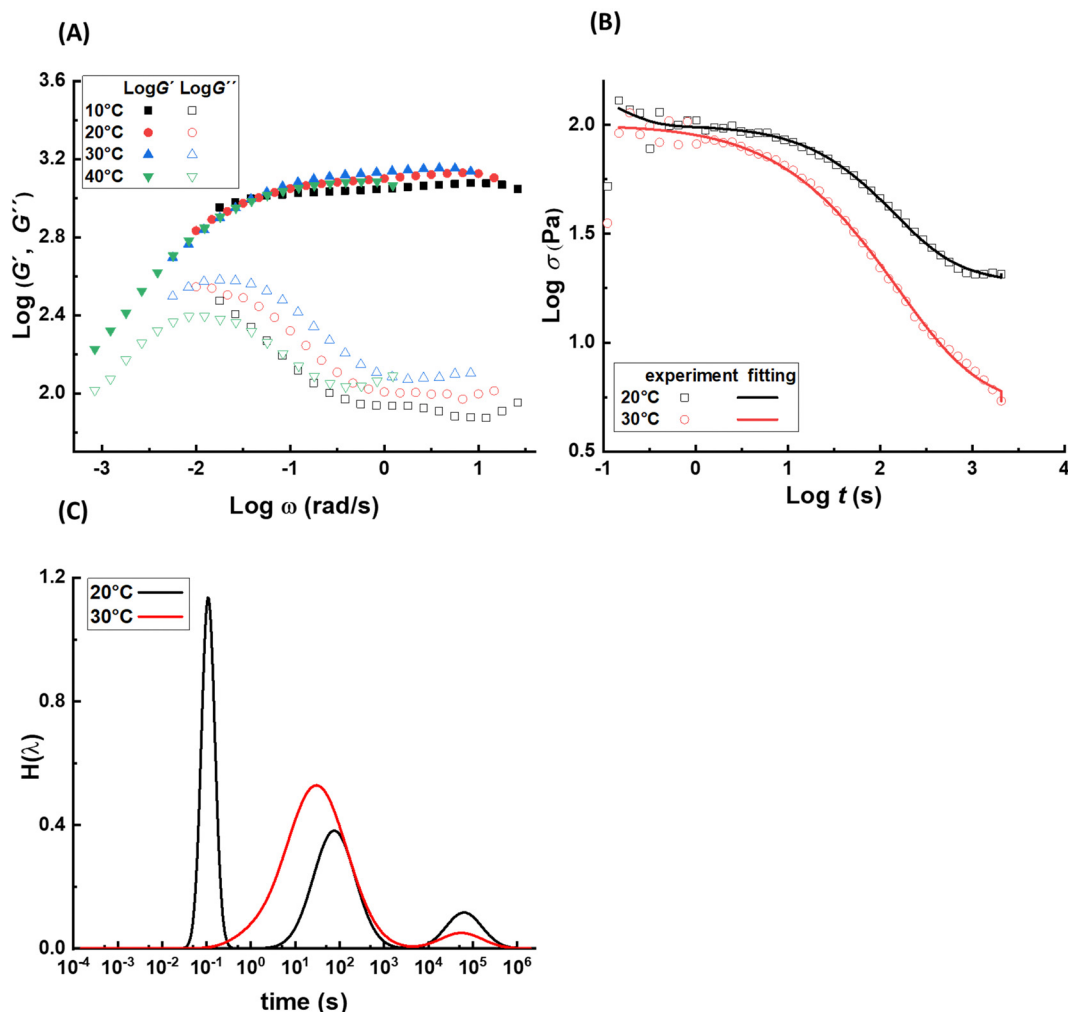 (A)
Log (G′, G′′)
3.6
3.2
2.8
2.4
2.0
LogG′ LogG′′
10°C
20°C
30°C
40°C
-3 -2 -1 0 1
Log ω (rad/s)
(B)
Log σ (Pa)
2.0
1.5
1.0
0.5
experiment fitting
20°C
30°C
-1 0 1 2 3 4
Log t (s)
(C)
H(λ)
1.2
0.8
0.4
0.0
20°C
30°C
10⁻⁴ 10⁻³ 10⁻² 10⁻¹ 10⁰ 10¹ 10² 10³ 10⁴ 10⁵ 10⁶
time (s)